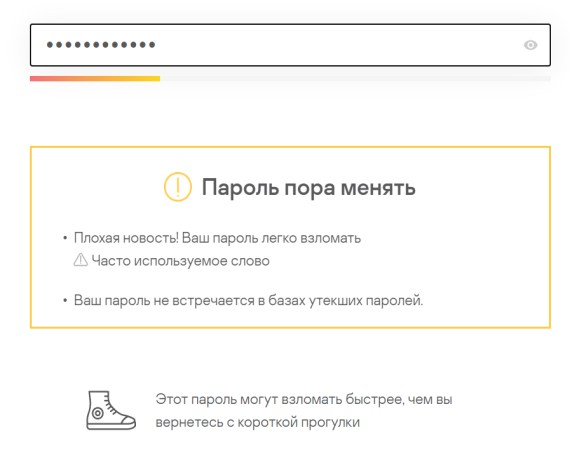 ••••••••••••
Пароль пора менять
• Плохая новость! Ваш пароль легко взломать
Часто используемое слово
• Ваш пароль не встречается в базах утекших паролей.
Этот пароль могут взломать быстрее, чем вы
вернетесь с короткой прогулки